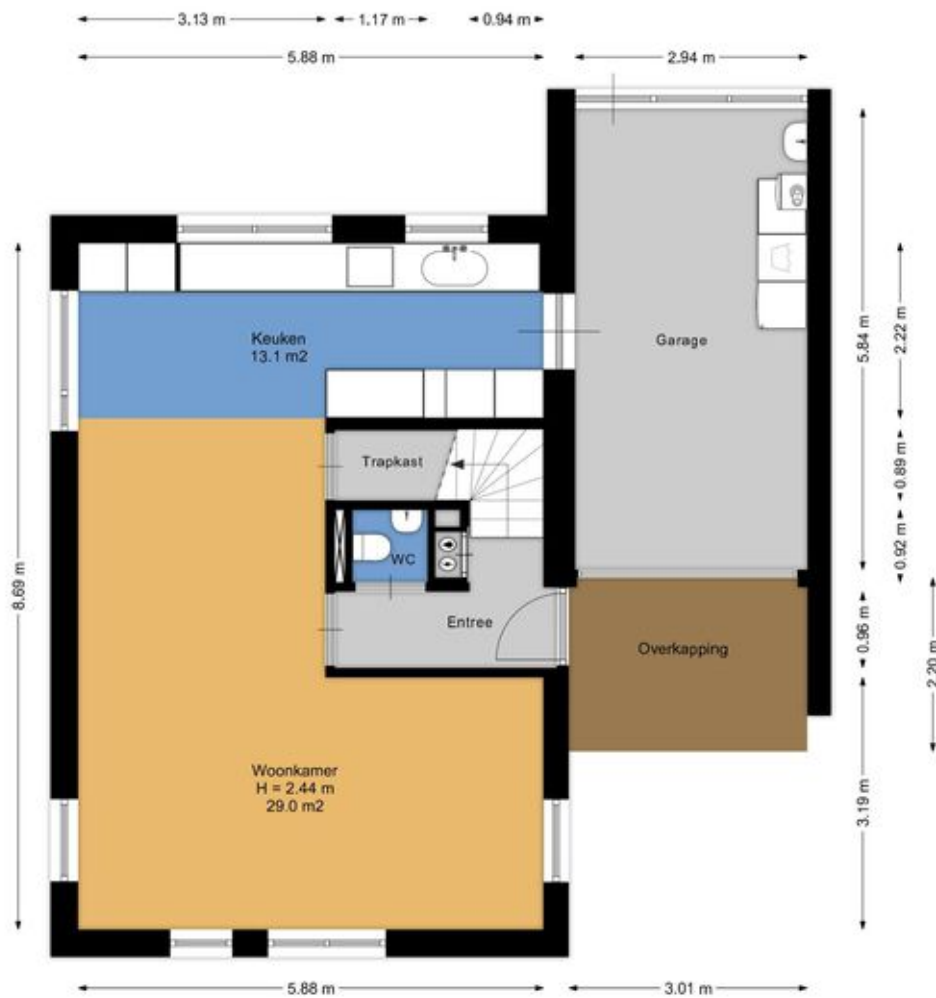 3.13 m
1.17 m
0.94 m
5.88 m
2.94 m
Keuken
13.1 m2
Garage
5.84 m
2.22 m
Trapkast
0.89 m
WC
0.92 m
8.69 m
Entree
Overkapping
0.96 m
2.20 m
Woonkamer
H = 2.44 m
29.0 m2
3.19 m
5.88 m
3.01 m